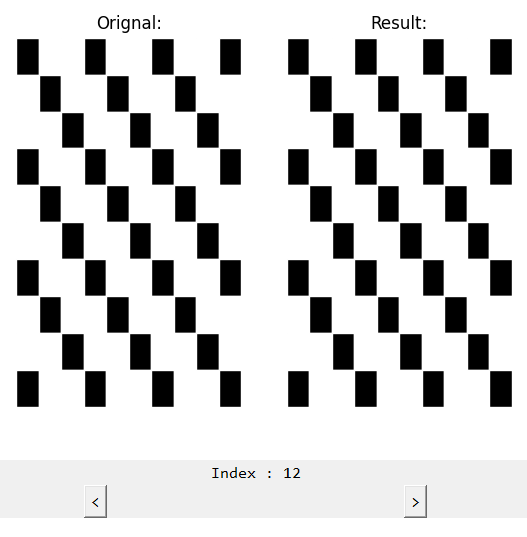 Orignal:
Result:
Index : 12
< >